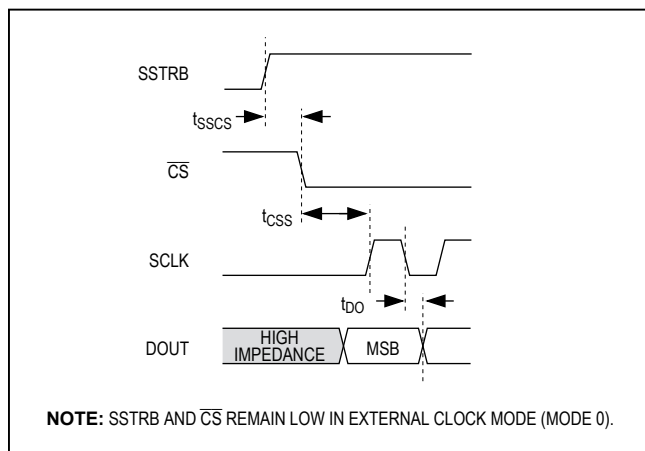 SSTRB
tSSCS
CS
tCSS
SCLK
tDO
DOUT
HIGH
IMPEDANCE
MSB
NOTE: SSTRB AND CS REMAIN LOW IN EXTERNAL CLOCK MODE (MODE 0).